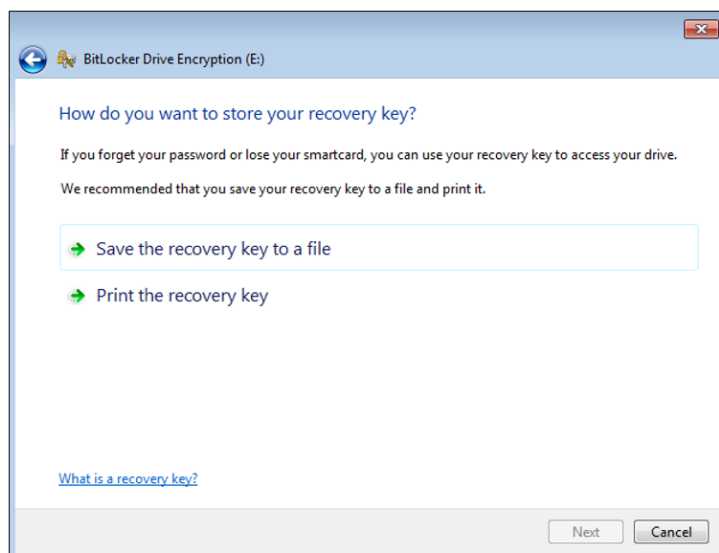 BitLocker Drive Encryption (E:)
How do you want to store your recovery key?
If you forget your password or lose your smartcard, you can use your recovery key to access your drive.
We recommended that you save your recovery key to a file and print it.
Save the recovery key to a file
Print the recovery key
What is a recovery key?
Next
Cancel